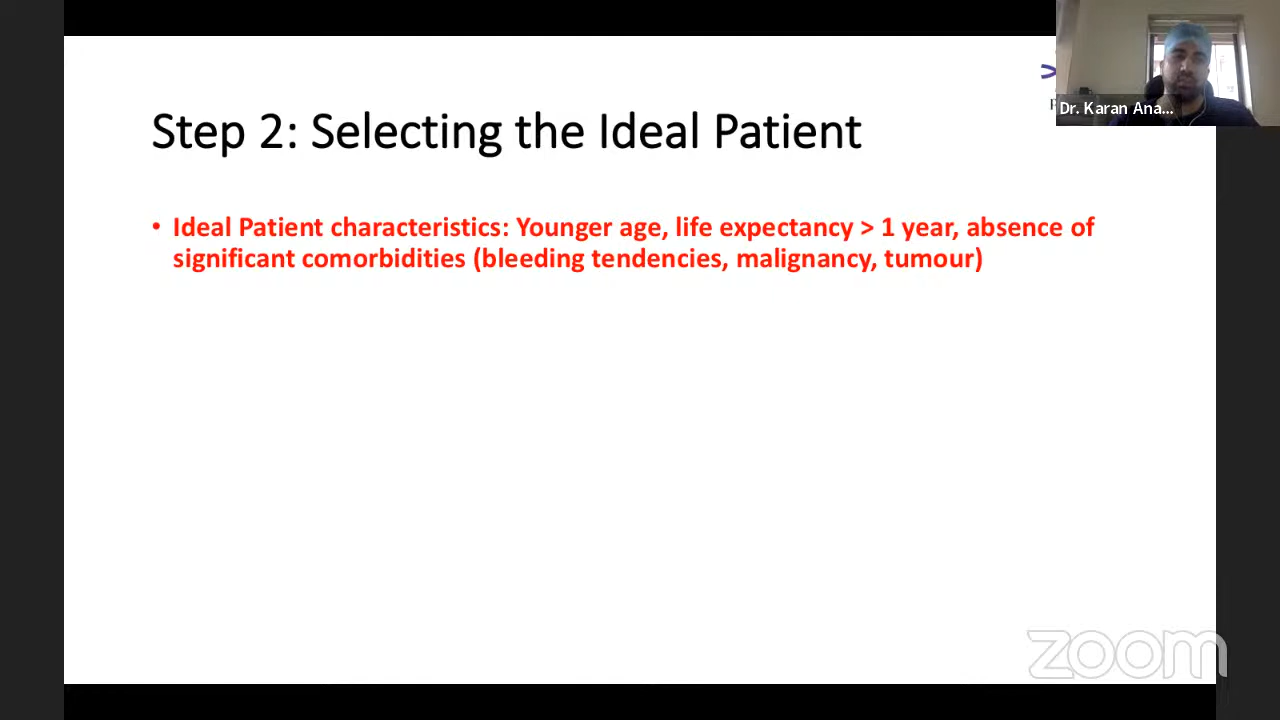 Step 2: Selecting the Ideal Patient
Dr. Karan Ana...
• Ideal Patient characteristics: Younger age, life expectancy > 1 year, absence of
significant comorbidities (bleeding tendencies, malignancy, tumour)
zoom